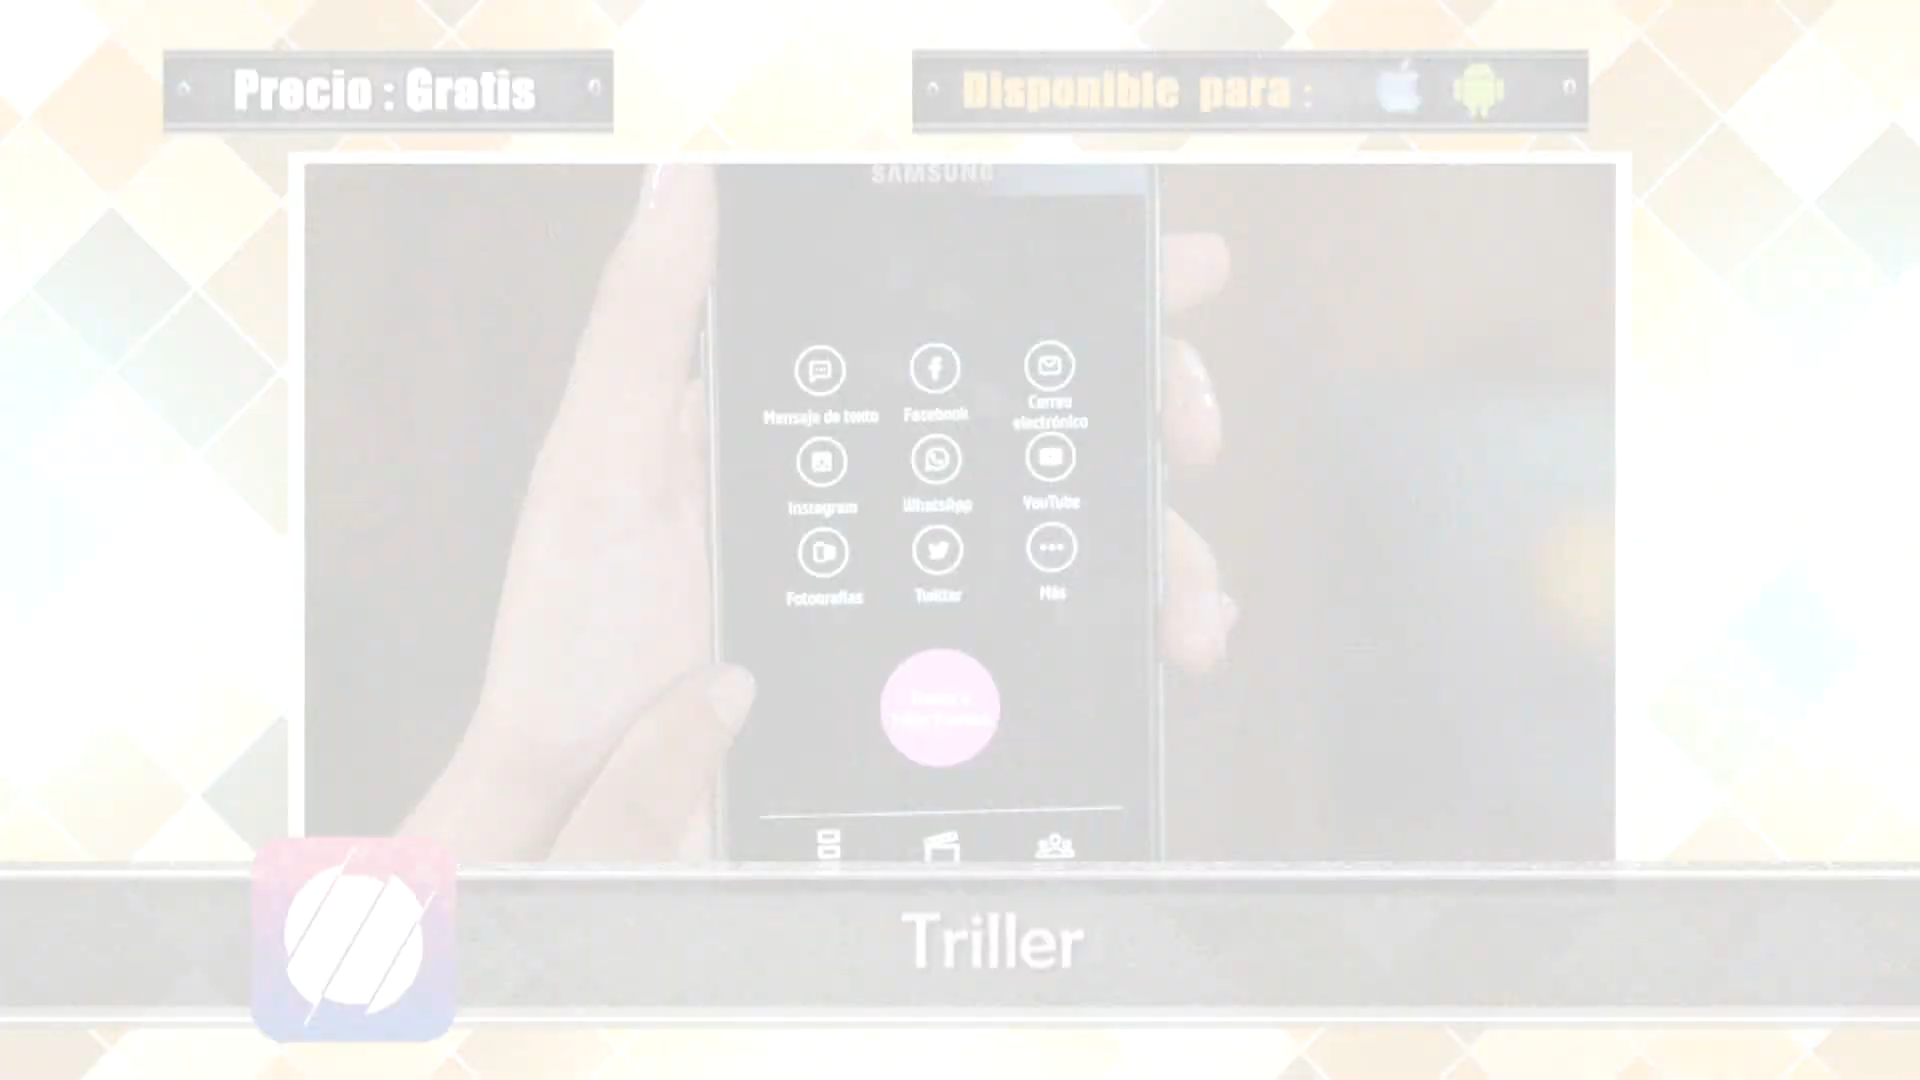 Precio : Gratis
Disponible para :
SAMSUNG
Mensaje de texto
Facebook
Correo
electrónico
Instagram
WhatsApp
YouTube
Fotografías
Twitter
Más
Triller